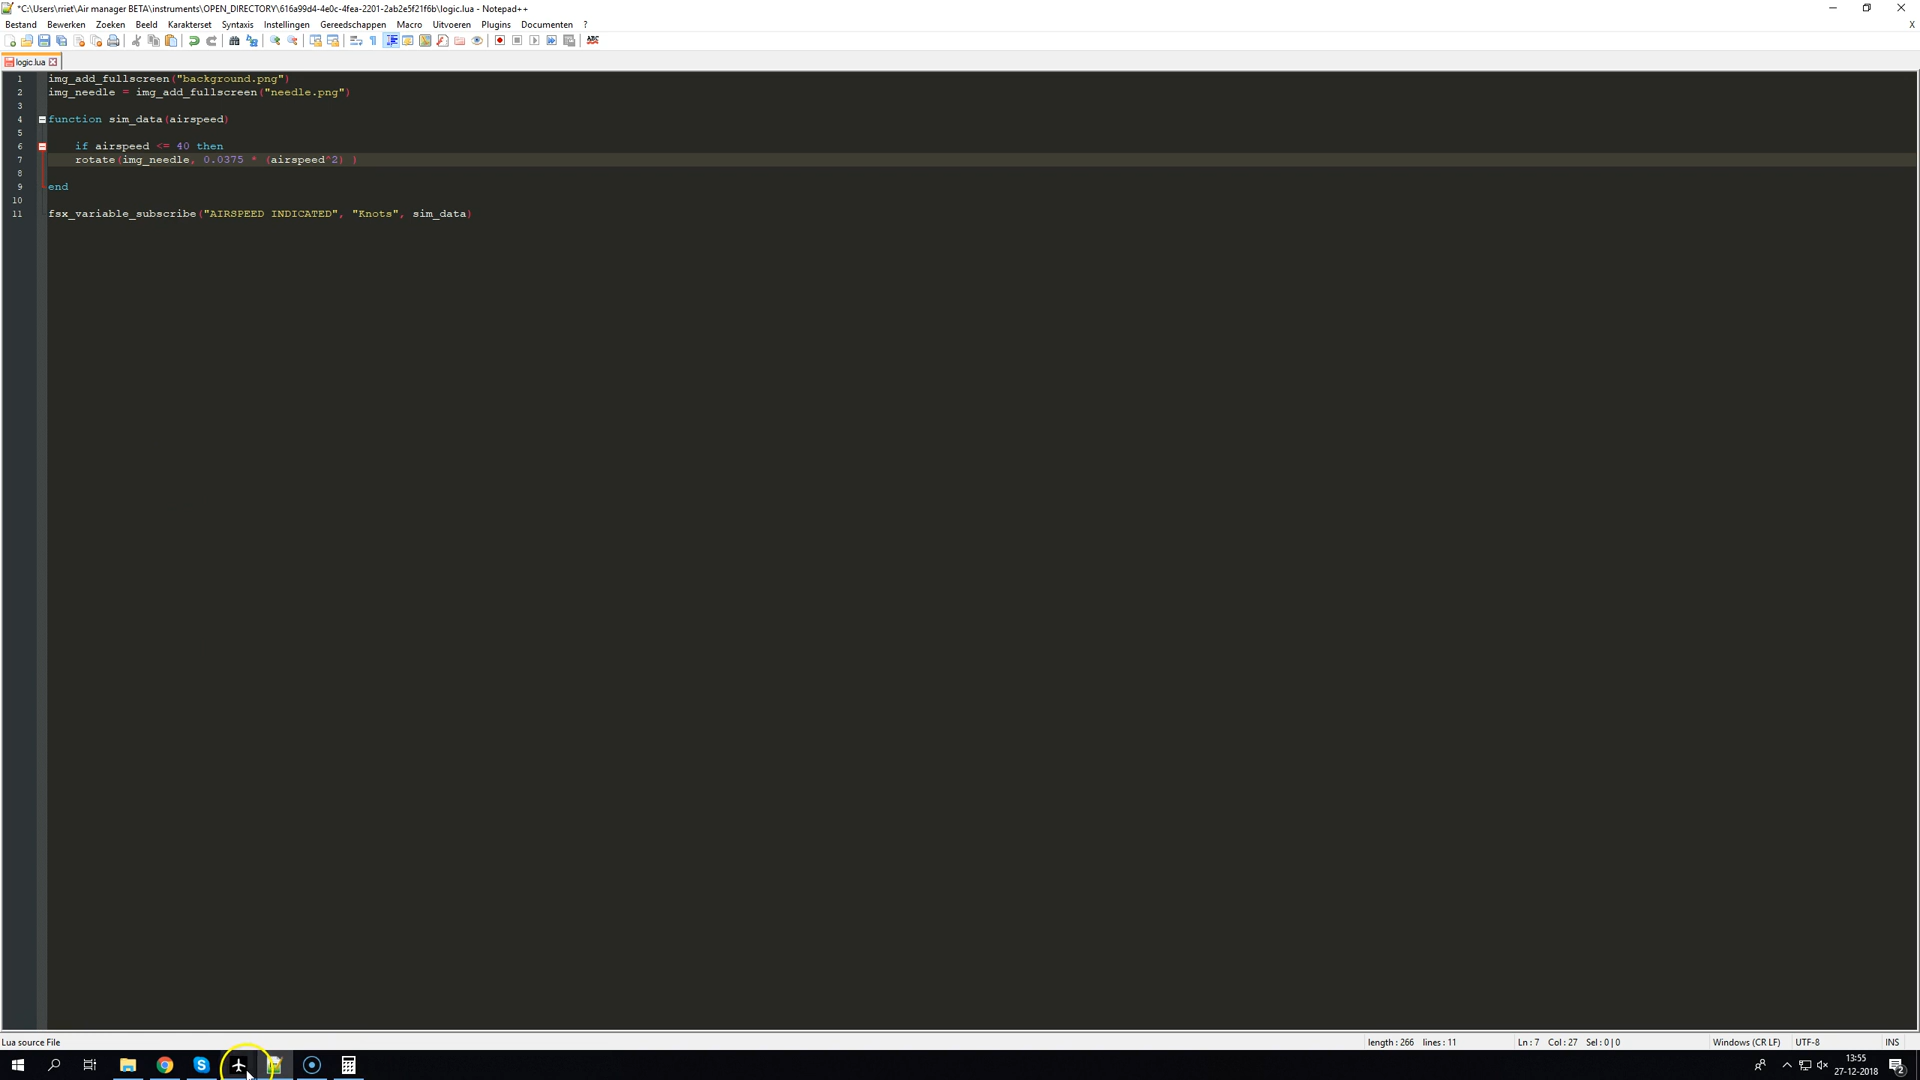 *C:\Users\rriet\Air manager BETA\instruments\OPEN_DIRECTORY\616a99d4-4e0c-4fea-2201-2ab2e5f21f6b\logic.lua - Notepad++
Bestand Bewerken Zoeken Beeld Karakterset Syntaxis Instellingen Gereedschappen Macro Uitvoeren Plugins Documenten ? X
ABC
logic.lua
1 img_add_fullscreen("background.png")
2 img_needle = img_add_fullscreen("needle.png")
3
4 function sim_data(airspeed)
5
6 if airspeed <= 40 then
7 rotate(img_needle, 0.0375 * (airspeed^2) )
8
9 end
10
11 fsx_variable_subscribe("AIRSPEED INDICATED", "Knots", sim_data)
Lua source File length : 266 lines : 11 Ln : 7 Col : 27 Sel : 0 | 0 Windows (CR LF) UTF-8 INS
13:55
27-12-2018
2